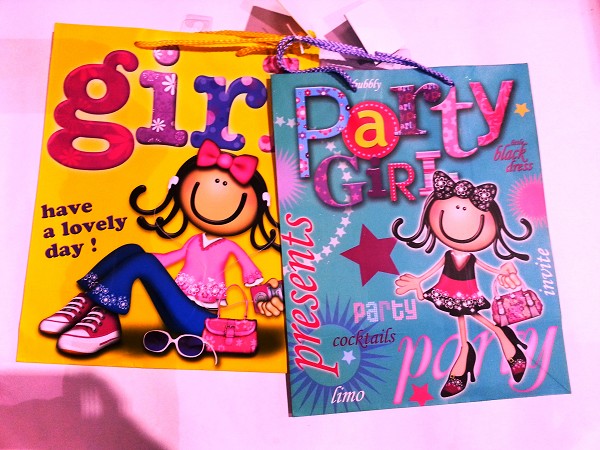 girl
have
a lovely
day !
bubbly
Party
GiRL
little
black
dress
presents
invite
party
cocktails
party
limo